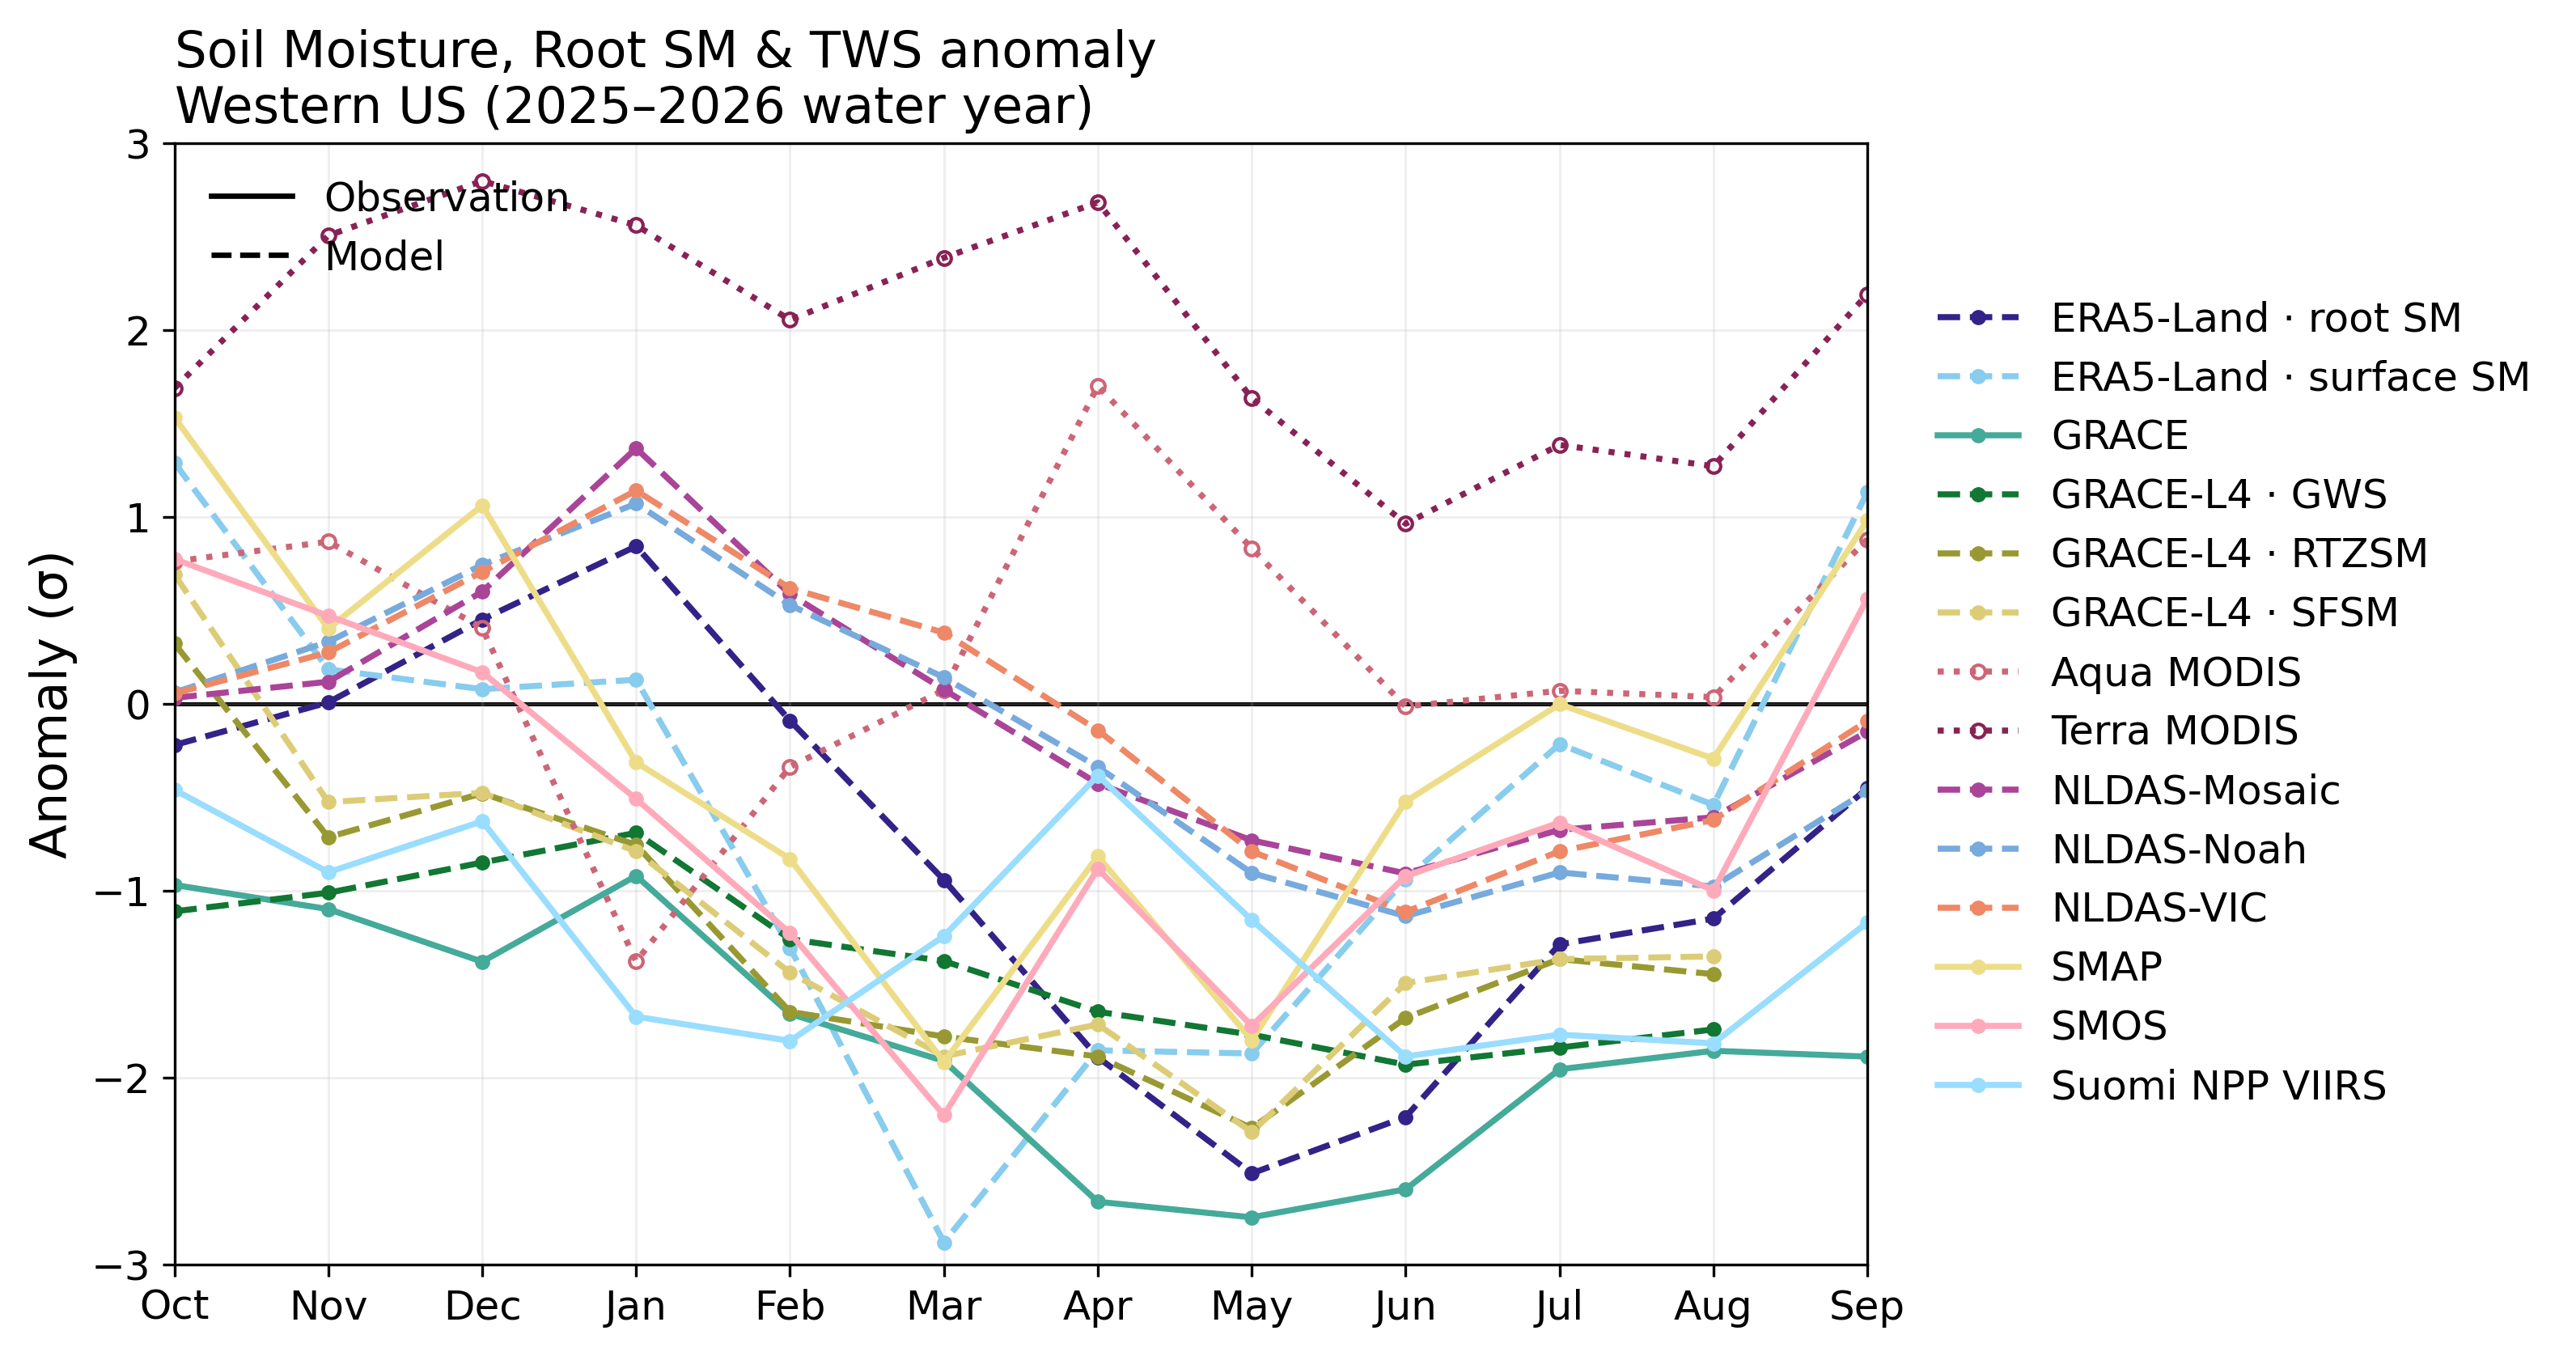 Soil Moisture, Root SM & TWS anomaly
Western US (2025–2026 water year)
Anomaly (σ)
3
2
1
0
−1
−2
−3
Observation
Model
Oct Nov Dec Jan Feb Mar Apr May Jun Jul Aug Sep
ERA5-Land · root SM
ERA5-Land · surface SM
GRACE
GRACE-L4 · GWS
GRACE-L4 · RTZSM
GRACE-L4 · SFSM
Aqua MODIS
Terra MODIS
NLDAS-Mosaic
NLDAS-Noah
NLDAS-VIC
SMAP
SMOS
Suomi NPP VIIRS